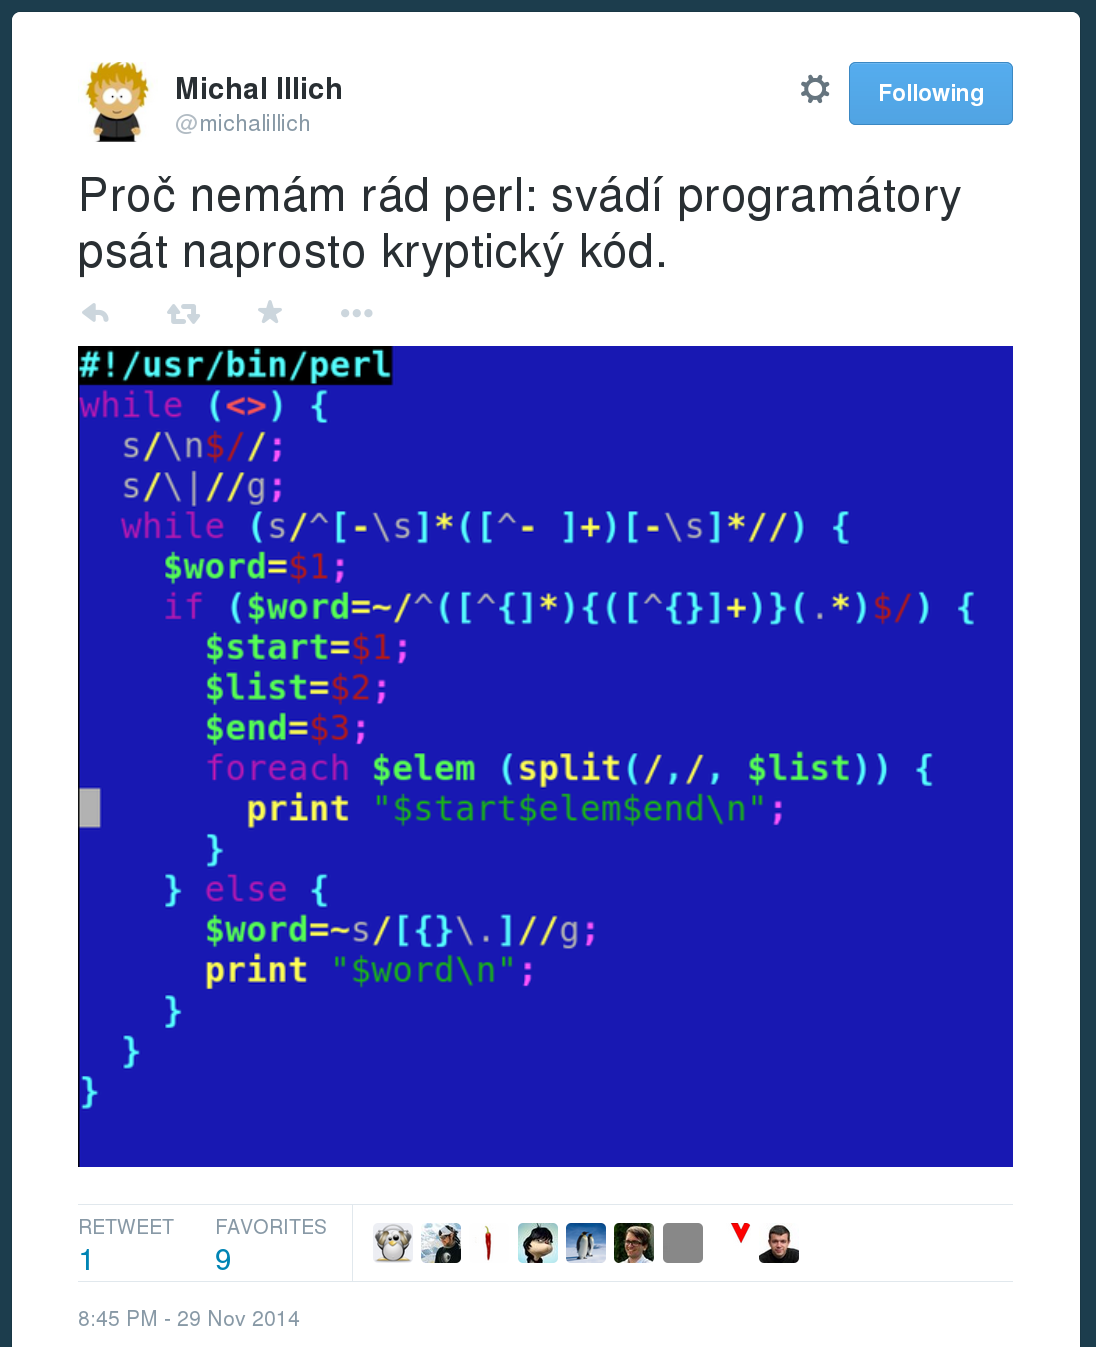 Michal Illich
@michalillich
Following
Proč nemám rád perl: svádí programátory
psát naprosto kryptický kód.
#!/usr/bin/perl
while (<>) {
  s/\n$//;
  s/\|//g;
  while (s/^[-\s]*([^- ]+)[-\s]*//) {
    $word=$1;
    if ($word=~/^([^{]*){([^{}]+)}(.*)$/) {
      $start=$1;
      $list=$2;
      $end=$3;
      foreach $elem (split(/,/, $list)) {
        print "$start$elem$end\n";
      }
    } else {
      $word=~s/[{}\.]//g;
      print "$word\n";
    }
  }
}
RETWEET FAVORITES
1 9
8:45 PM - 29 Nov 2014